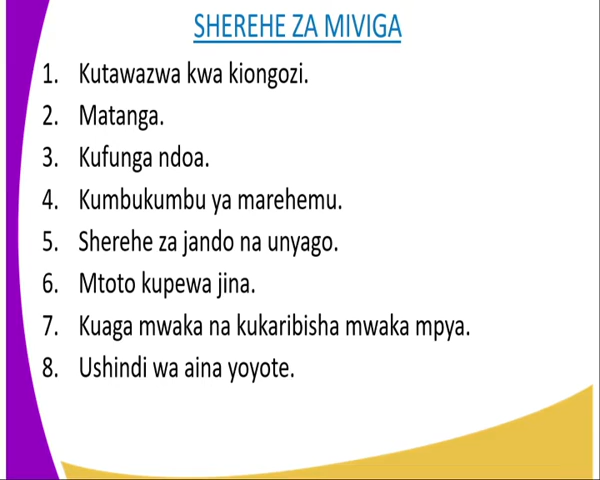 SHEREHE ZA MIVIGA
1. Kutawazwa kwa kiongozi.
2. Matanga.
3. Kufunga ndoa.
4. Kumbukumbu ya marehemu.
5. Sherehe za jando na unyago.
6. Mtoto kupewa jina.
7. Kuaga mwaka na kukaribisha mwaka mpya.
8. Ushindi wa aina yoyote.